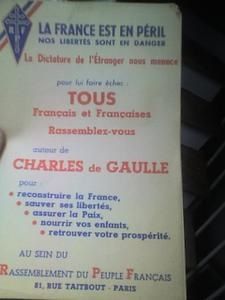 LA FRANCE EST EN PÉRIL
NOS LIBERTÉS SONT EN DANGER
La Dictature de l'Étranger nous menace
pour lui faire échec :
TOUS
Français et Françaises
Rassemblez-vous
autour de
CHARLES de GAULLE
pour :
• reconstruire la France,
• sauver ses libertés,
• assurer la Paix,
• nourrir vos enfants,
• retrouver votre prospérité.
AU SEIN DU
RASSEMBLEMENT DU PEUPLE FRANÇAIS
81, RUE TAITBOUT - PARIS